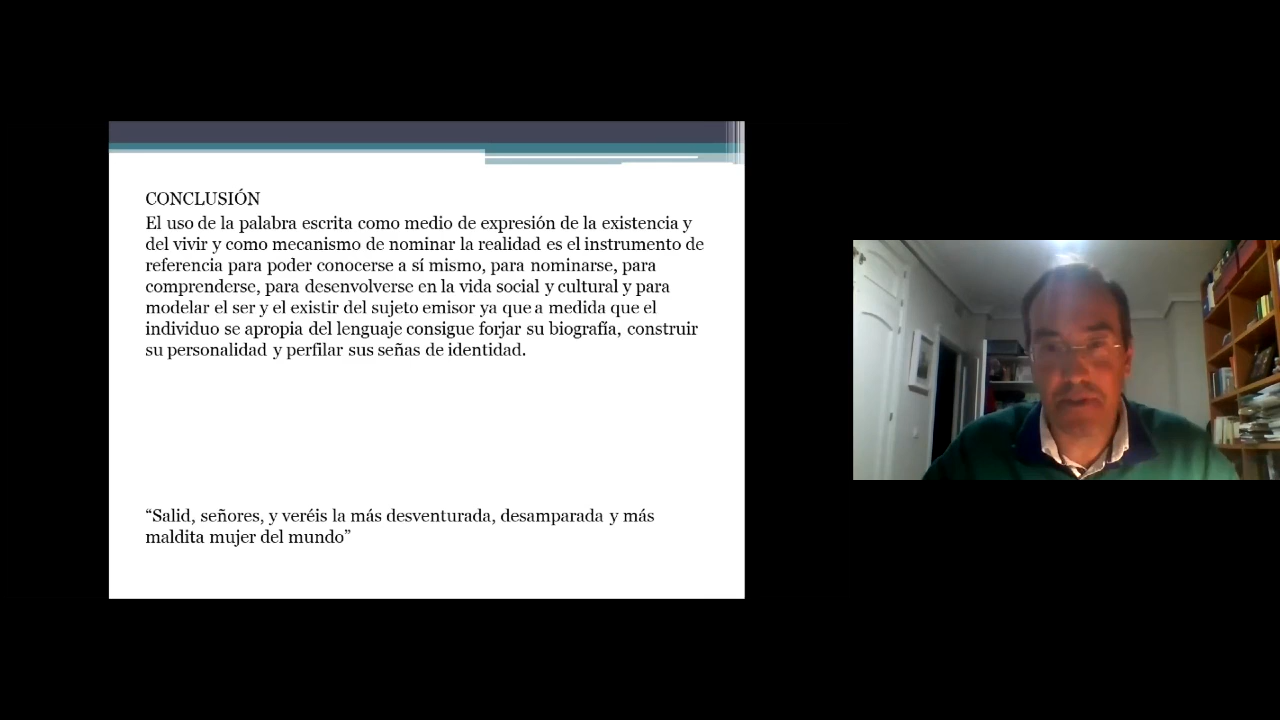 CONCLUSIÓN
El uso de la palabra escrita como medio de expresión de la existencia y
del vivir y como mecanismo de nominar la realidad es el instrumento de
referencia para poder conocerse a sí mismo, para nominarse, para
comprenderse, para desenvolverse en la vida social y cultural y para
modelar el ser y el existir del sujeto emisor ya que a medida que el
individuo se apropia del lenguaje consigue forjar su biografía, construir
su personalidad y perfilar sus señas de identidad.
“Salid, señores, y veréis la más desventurada, desamparada y más
maldita mujer del mundo”